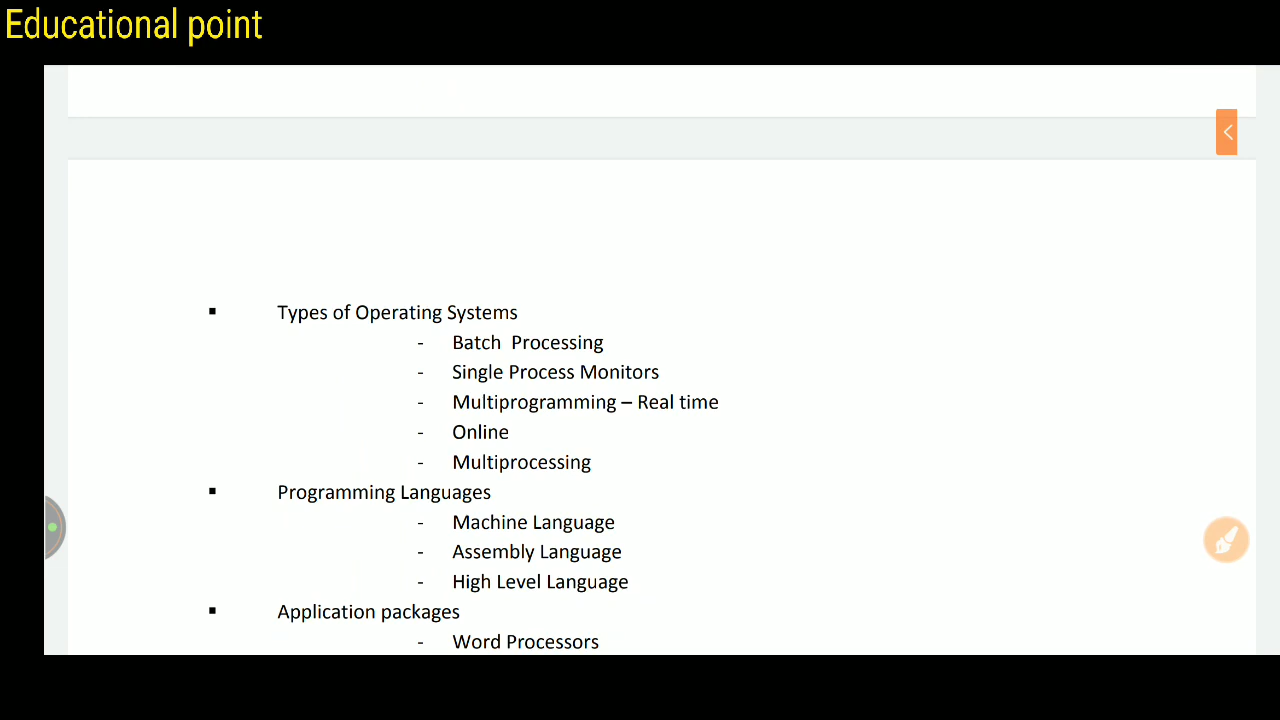 Educational point
▪ Types of Operating Systems
- Batch Processing
- Single Process Monitors
- Multiprogramming – Real time
- Online
- Multiprocessing
▪ Programming Languages
- Machine Language
- Assembly Language
- High Level Language
▪ Application packages
- Word Processors